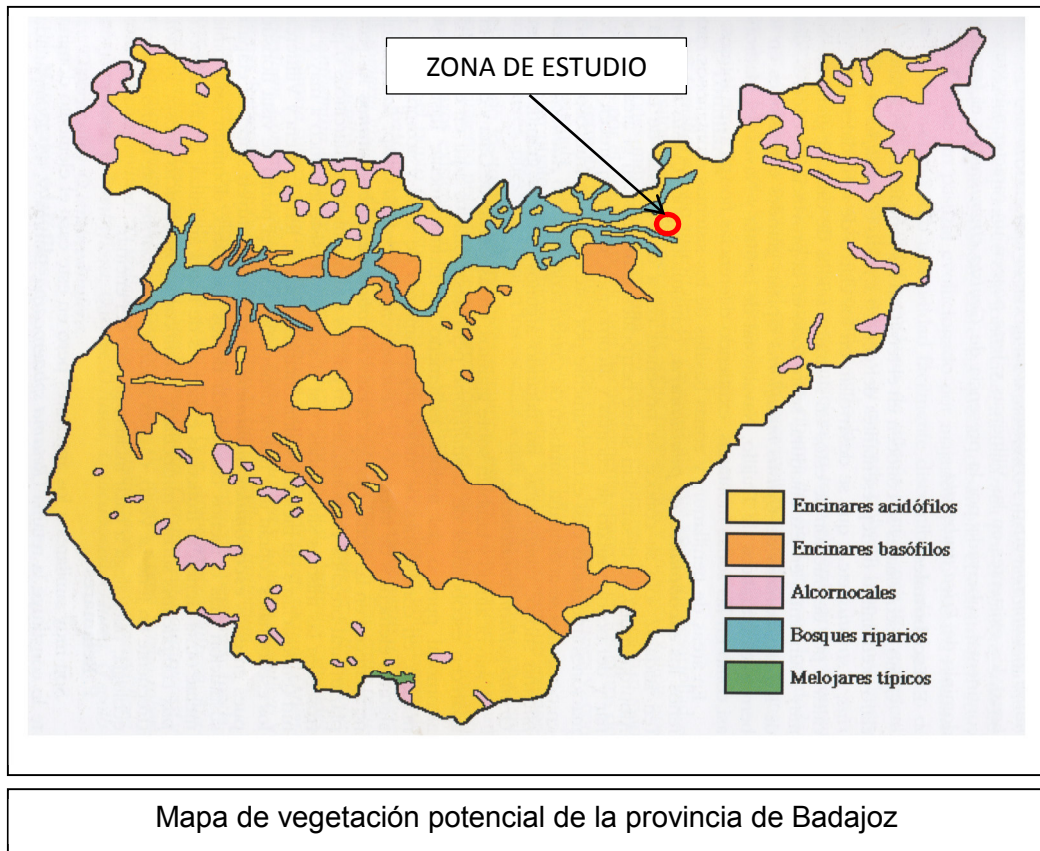 ZONA DE ESTUDIO
Encinares acidófilos
Encinares basófilos
Alcornocales
Bosques riparios
Melojares típicos
Mapa de vegetación potencial de la provincia de Badajoz